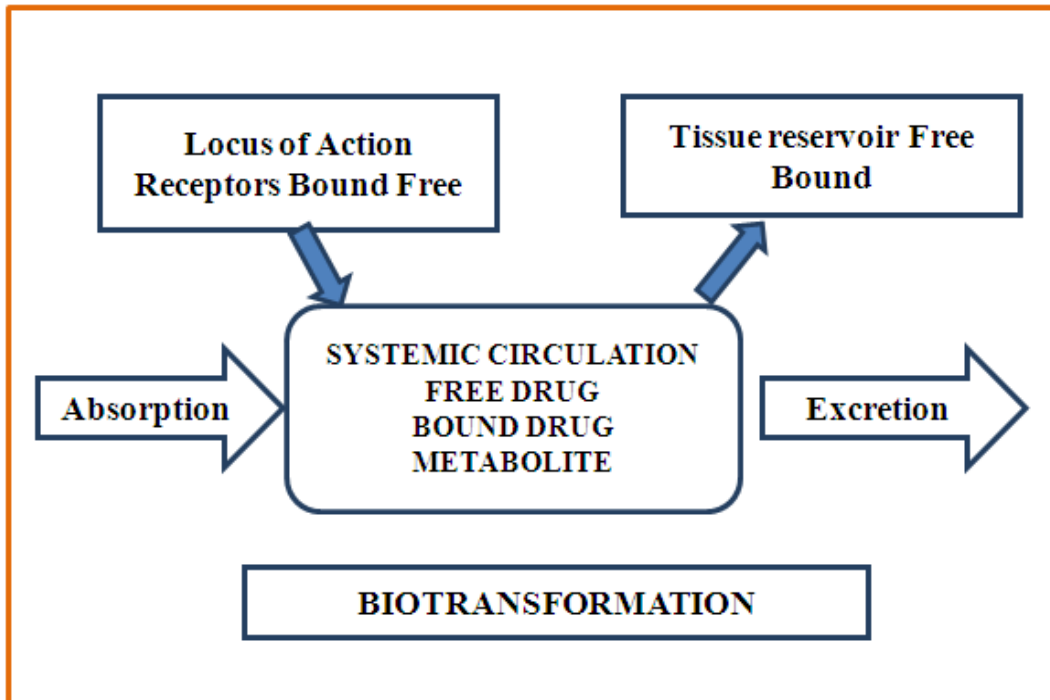 Locus of Action
Receptors Bound Free
Tissue reservoir Free
Bound
Absorption
SYSTEMIC CIRCULATION
FREE DRUG
BOUND DRUG
METABOLITE
Excretion
BIOTRANSFORMATION